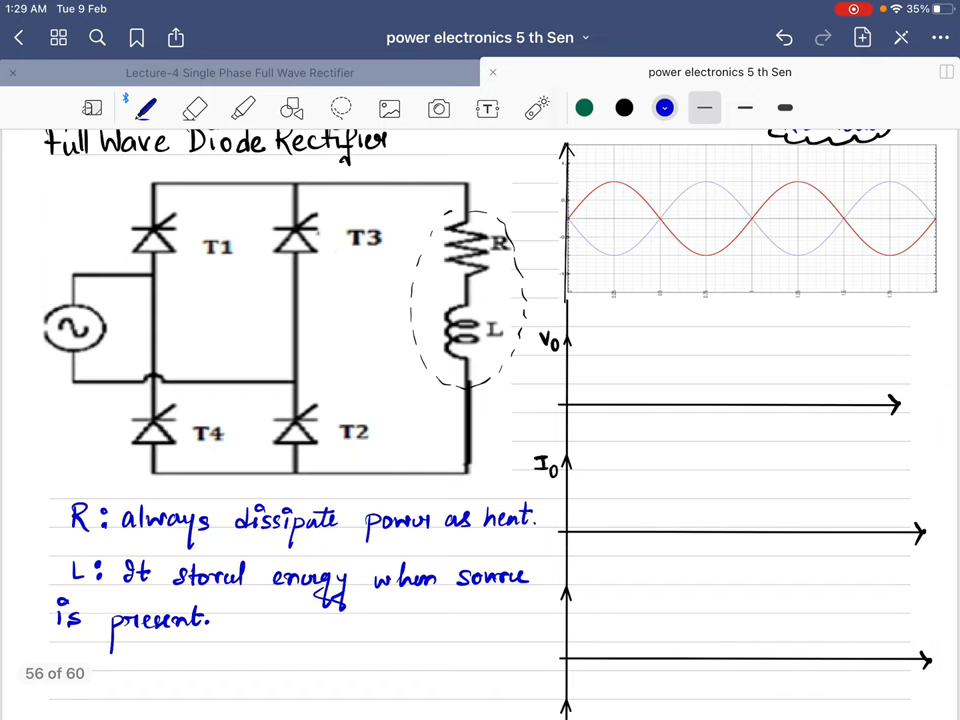 1:29 AM Tue 9 Feb
35%
power electronics 5 th Sen
Lecture-4 Single Phase Full Wave Rectifier
power electronics 5 th Sen
Full Wave Diode Rectifier
T1
T3
R
L
T4
T2
V0
I0
R : always dissipate power as heat.
L : It stored energy when source
is present.
56 of 60